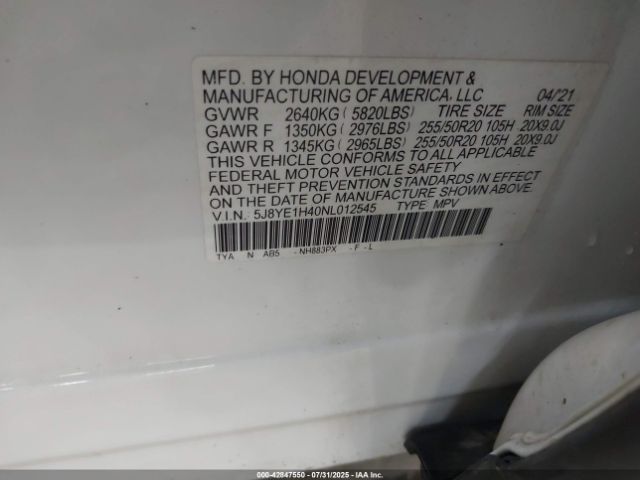 MFD. BY HONDA DEVELOPMENT &
MANUFACTURING OF AMERICA, LLC 04/21
GVWR 2640KG ( 5820LBS) TIRE SIZE RIM SIZE
GAWR F 1350KG ( 2976LBS) 255/50R20 105H 20X9.0J
GAWR R 1345KG ( 2965LBS) 255/50R20 105H 20X9.0J
THIS VEHICLE CONFORMS TO ALL APPLICABLE
FEDERAL MOTOR VEHICLE SAFETY
AND THEFT PREVENTION STANDARDS IN EFFECT
ON THE DATE OF MANUFACTURE SHOWN ABOVE.
V.I.N. 5J8YE1H40NL012545 TYPE MPV
TYA N AB5 - NH883PX - F - L
000-42847550 07/31/2025 - IAAI.com